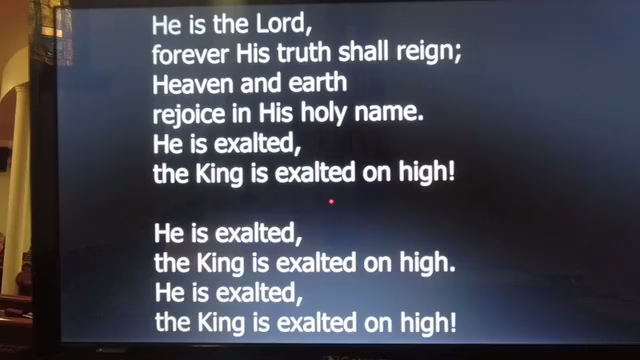 He is the Lord,
forever His truth shall reign;
Heaven and earth
rejoice in His holy name.
He is exalted,
the King is exalted on high!
He is exalted,
the King is exalted on high.
He is exalted,
the King is exalted on high!